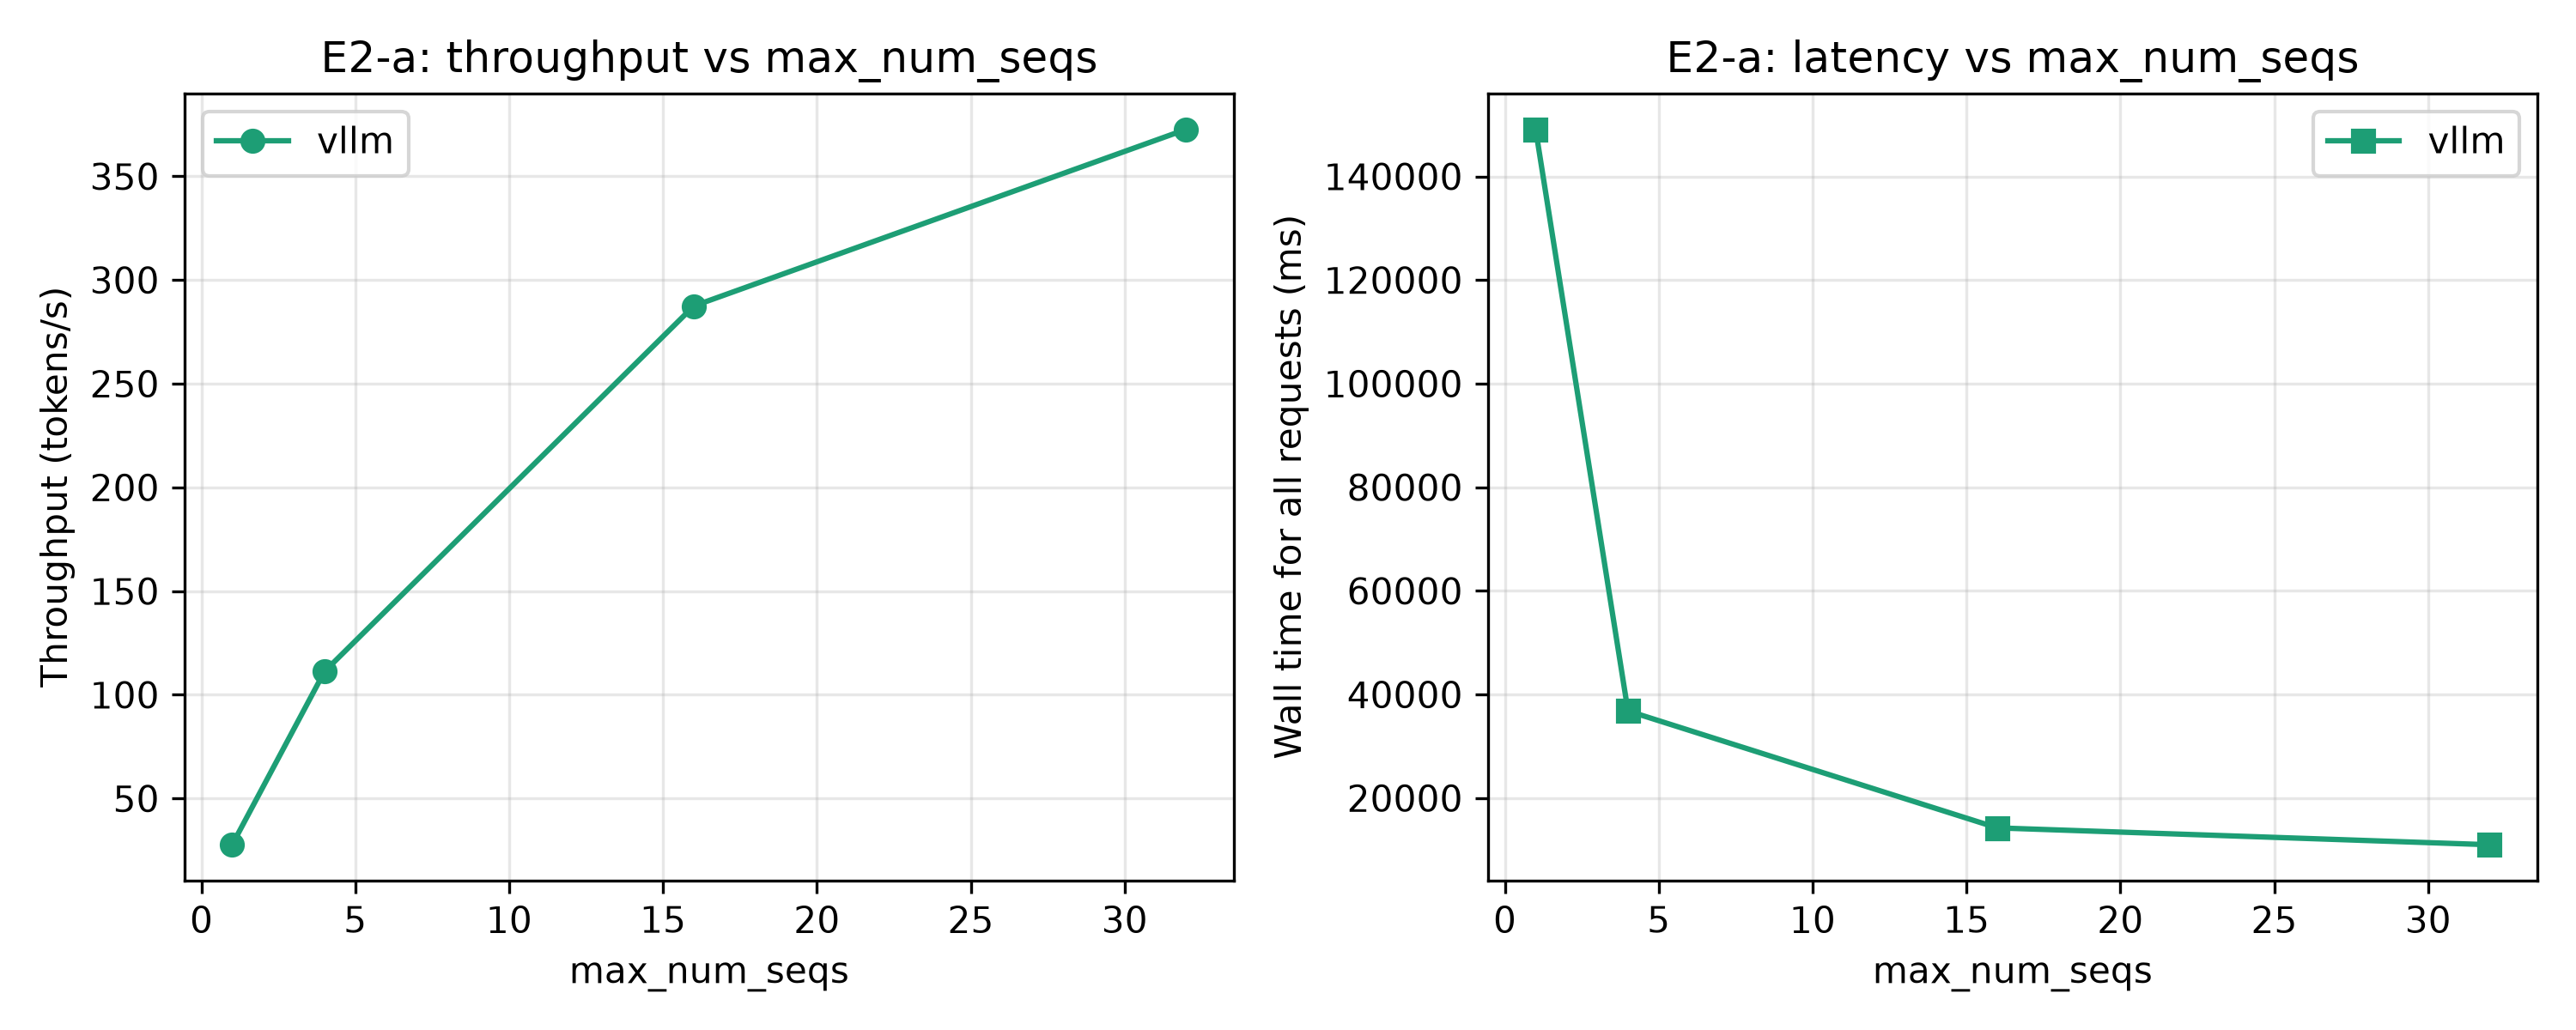 E2-a: throughput vs max_num_seqs
vllm
Throughput (tokens/s)
350
300
250
200
150
100
50
0 5 10 15 20 25 30
max_num_seqs
E2-a: latency vs max_num_seqs
vllm
Wall time for all requests (ms)
140000
120000
100000
80000
60000
40000
20000
0 5 10 15 20 25 30
max_num_seqs